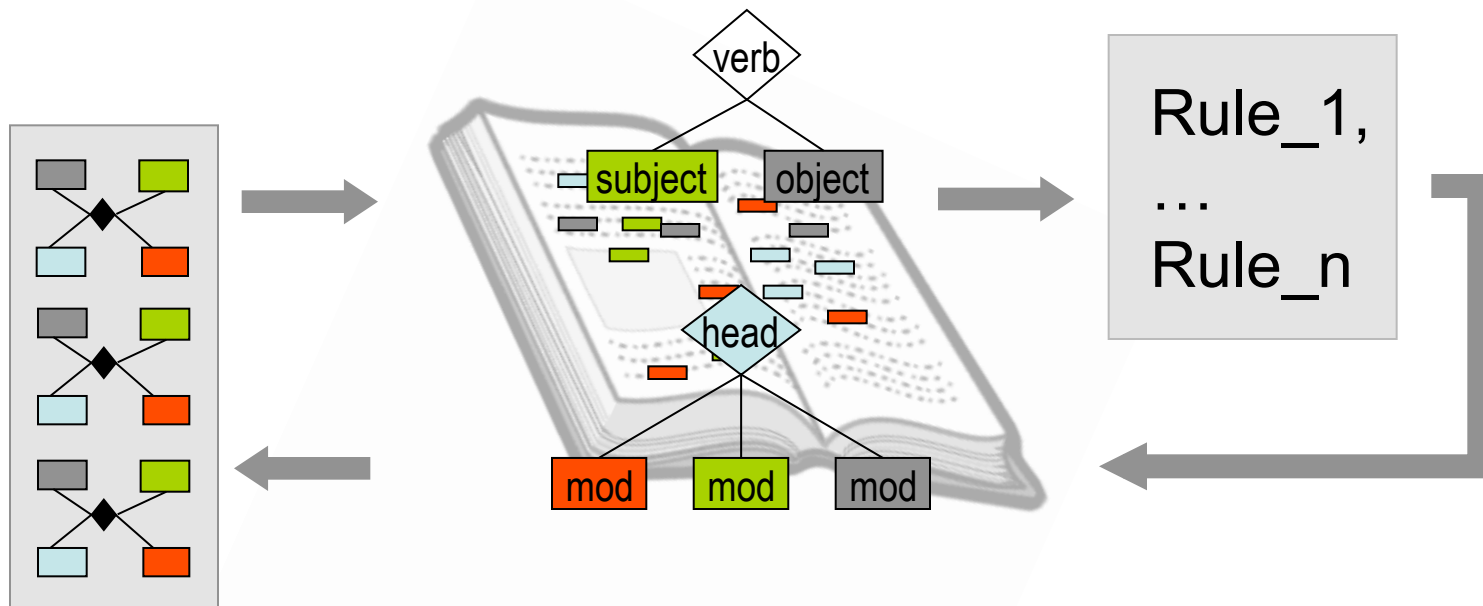 verb
subject
object
head
mod
mod
mod
Rule_1,
…
Rule_n